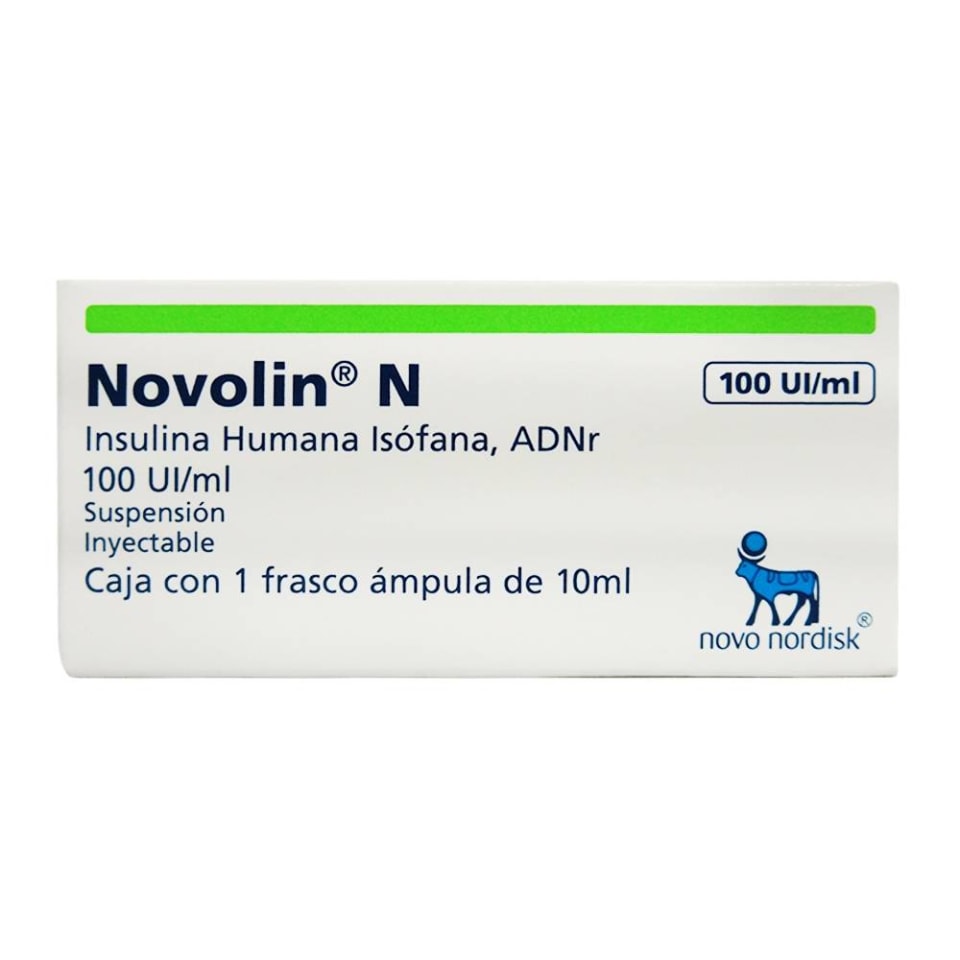 Novolin® N
100 UI/ml
Insulina Humana Isófana, ADNr
100 UI/ml
Suspensión
Inyectable
Caja con 1 frasco ámpula de 10ml
novo nordisk®